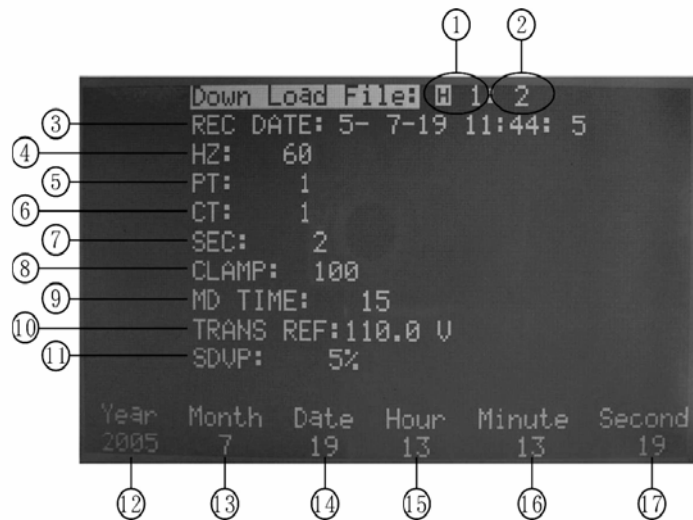 ① ②
Down Load File: H 1: 2
③ REC DATE: 5- 7-19 11:44: 5
④ HZ: 60
⑤ PT: 1
⑥ CT: 1
⑦ SEC: 2
⑧ CLAMP: 100
⑨ MD TIME: 15
⑩ TRANS REF:110.0 V
⑪ SDVP: 5%
Year Month Date Hour Minute Second
2005 7 19 13 13 19
⑫ ⑬ ⑭ ⑮ ⑯ ⑰